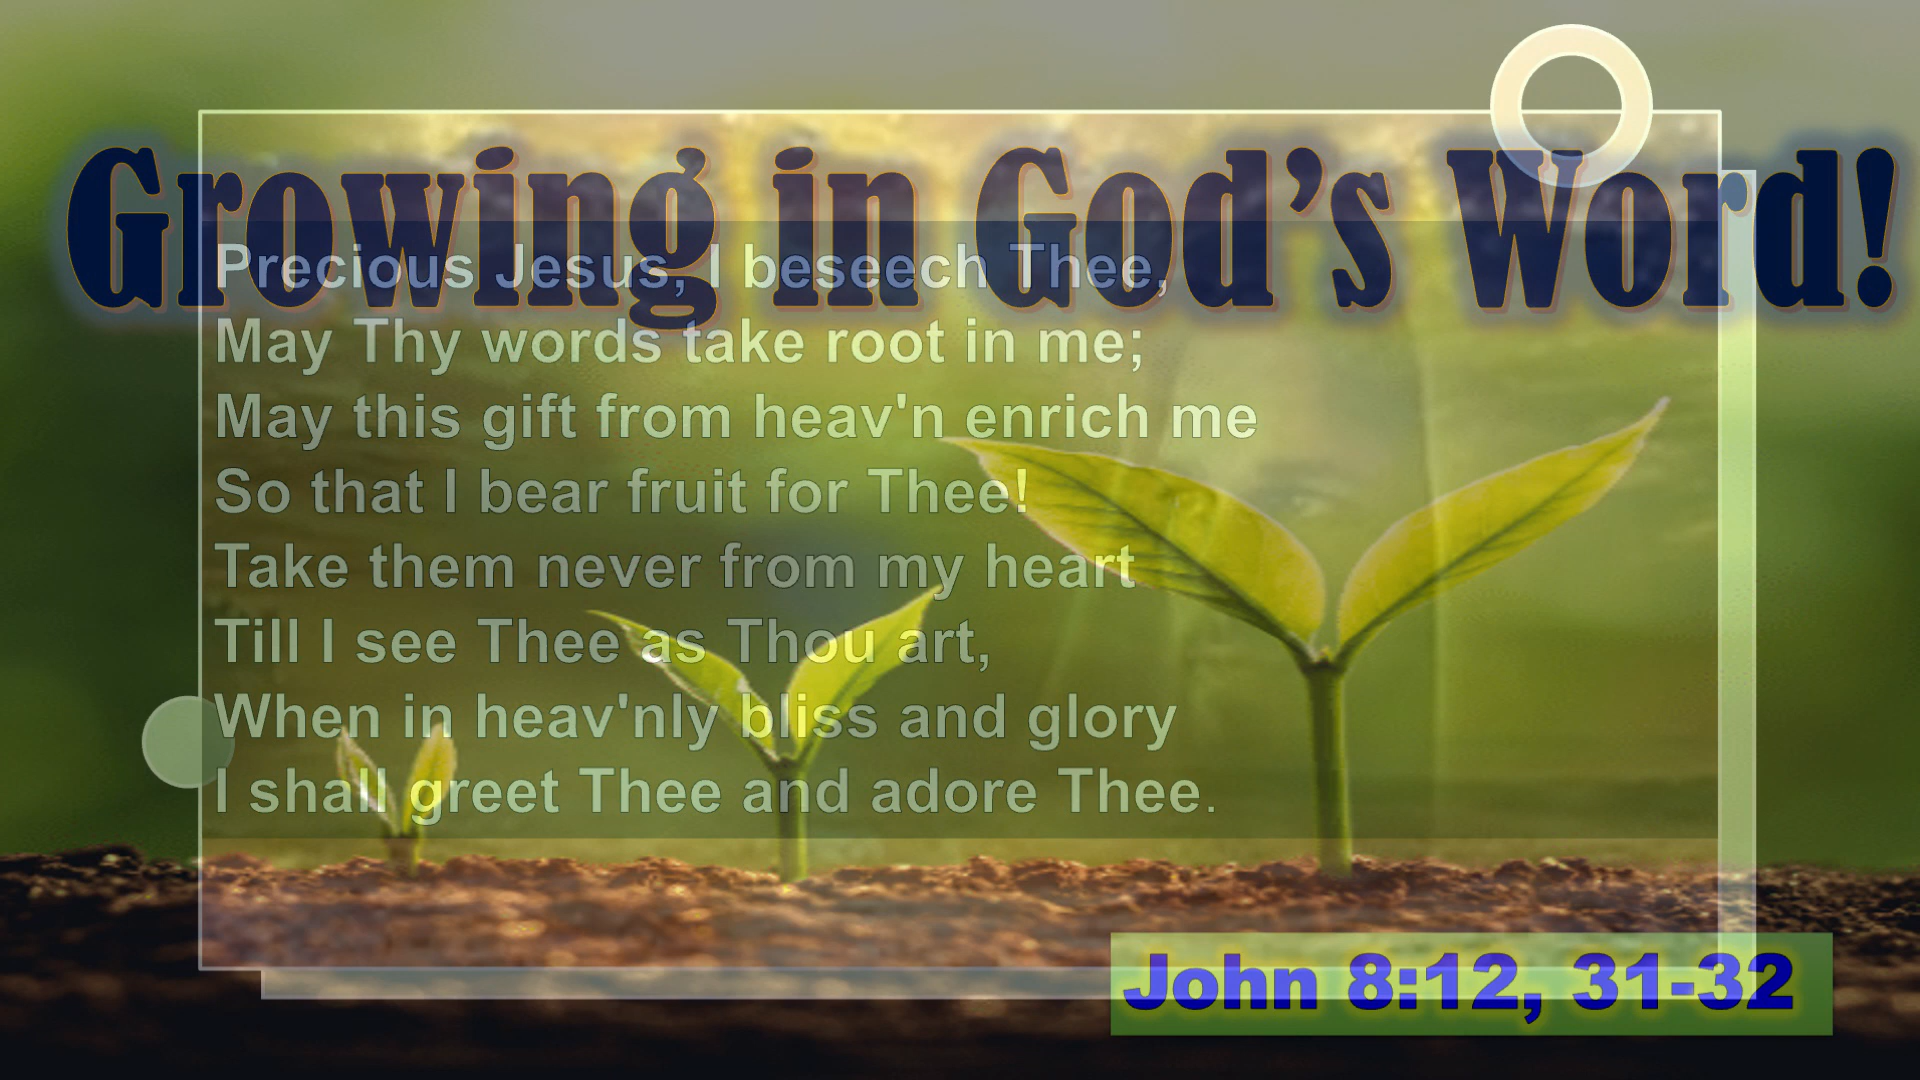 Growing in God's Word!
Precious Jesus, I beseech Thee,
May Thy words take root in me;
May this gift from heav'n enrich me
So that I bear fruit for Thee!
Take them never from my heart
Till I see Thee as Thou art,
When in heav'nly bliss and glory
I shall greet Thee and adore Thee.
John 8:12, 31-32